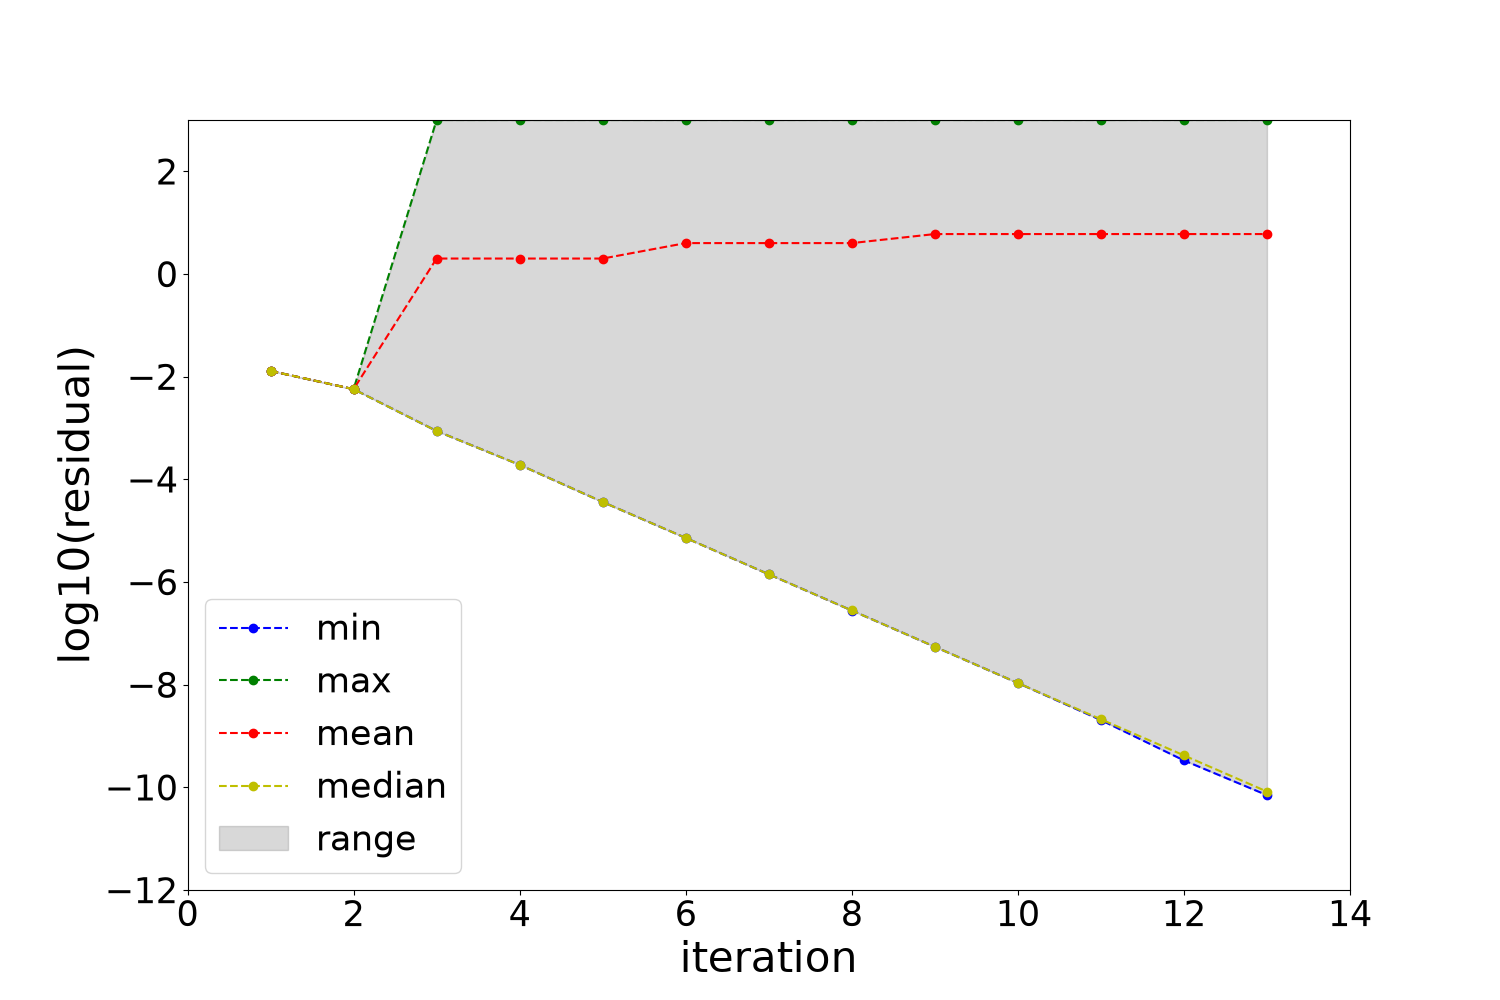 2
0
−2
−4
−6
−8
−10
−12
log10(residual)
min
max
mean
median
range
0 2 4 6 8 10 12 14
iteration